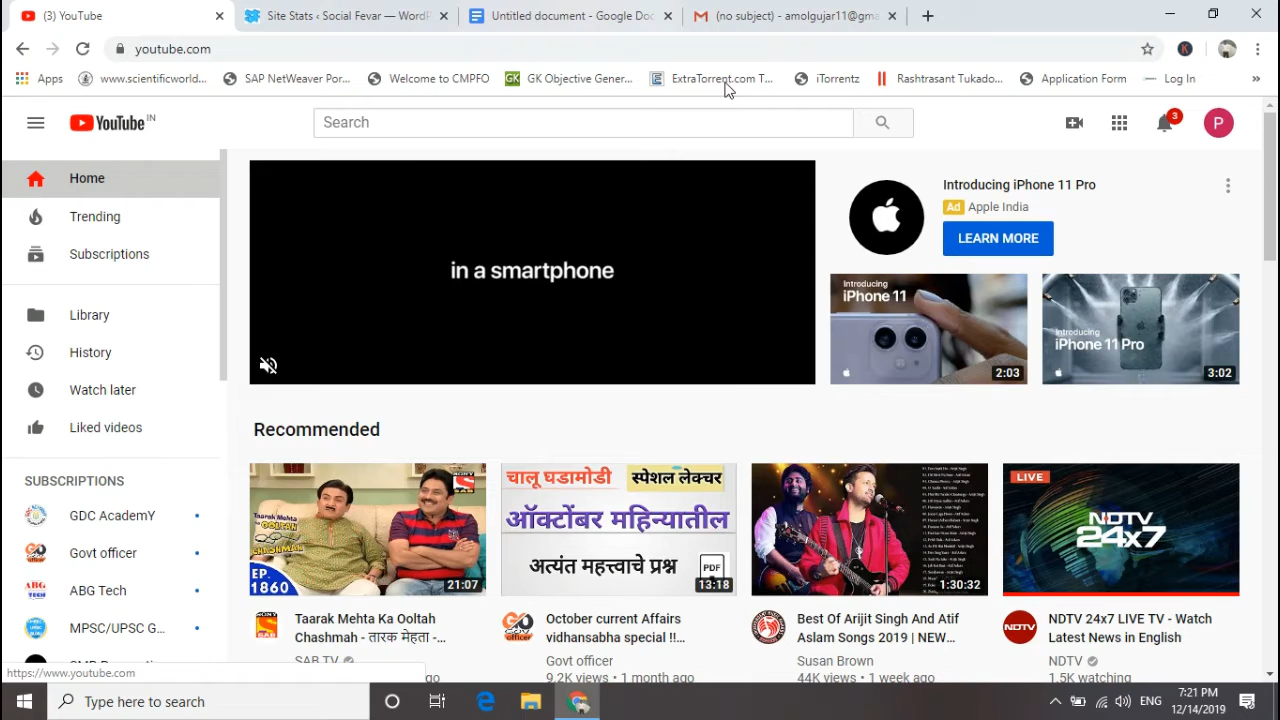 (3) YouTube
Site Stats ‹ Social Fevar — WordP
Untitled document - Google Doc
(no subject) - amolgujar11@gma
youtube.com
Apps
www.scientificworld...
SAP NetWeaver Por...
Welcome to CMPFO
GK Objective Gener...
ExtraTorrent.com T...
iTorrentz
Rashtrasant Tukado...
Application Form
Log In
YouTube IN
Search
3
P
Home
Trending
Subscriptions
Library
History
Watch later
Liked videos
SUBSCRIPTIONS
GDC AcademY
Govt officer
ABG Tech
MPSC/UPSC G...
in a smartphone
Introducing iPhone 11 Pro
Ad Apple India
LEARN MORE
Introducing
iPhone 11
2:03
Introducing
iPhone 11 Pro
3:02
Recommended
Taarak Mehta
1860
21:07
Taarak Mehta Ka Ooltah
Chashmah - तारक मेहता -...
SAB TV
चालू घडामोडी
स्पेशल लेक्चर
अत्यंत महत्त्वाचे प्रश्न
PDF
13:18
October current Affairs
vidhansabha special !!..
Govt officer
9.2K views • 1 month ago
1:30:32
Best Of Arijit Singh And Atif
Aslam Songs 2019 | NEW...
Susan Brown
44K views • 1 week ago
LIVE
NDTV
24x7
NDTV 24x7 LIVE TV - Watch
Latest News in English
NDTV
1.5K watching
https://www.youtube.com
Type here to search
ENG
7:21 PM
12/14/2019